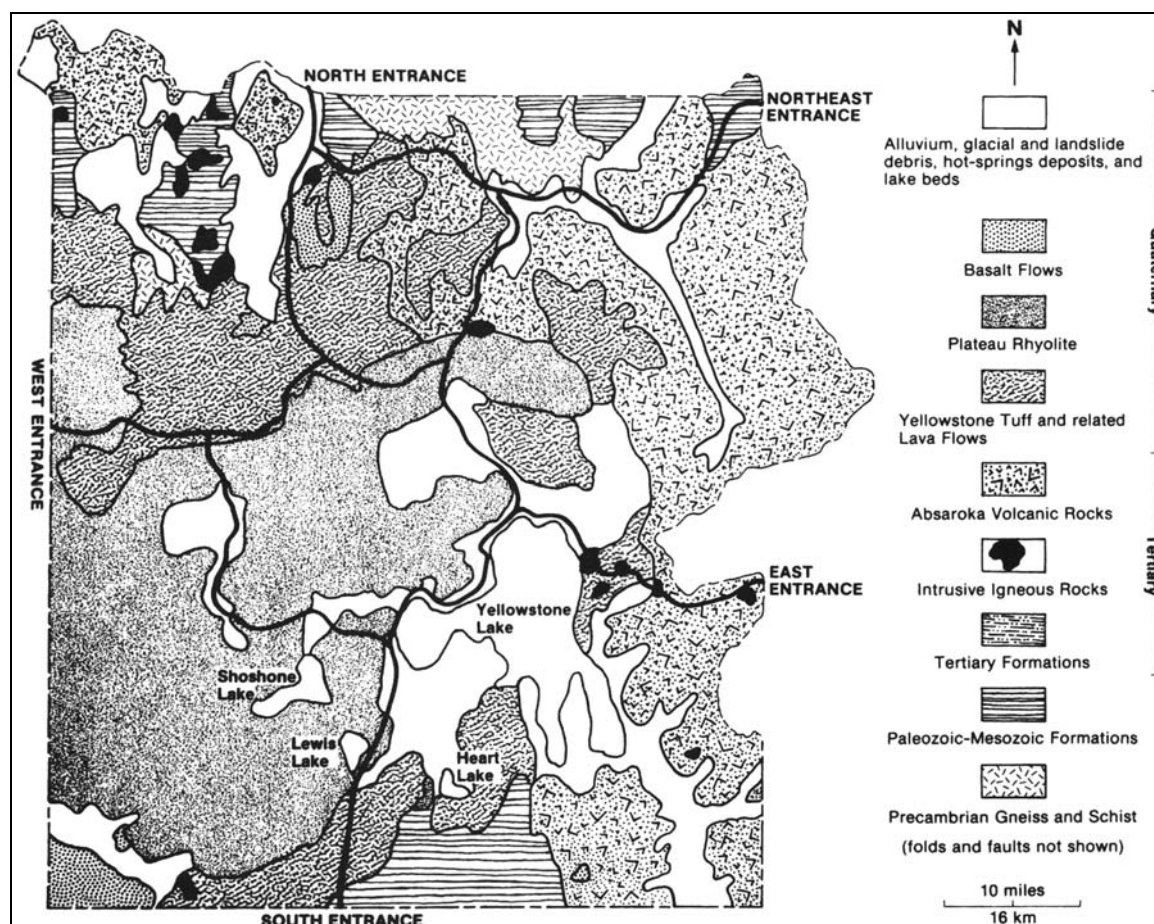 N
NORTH ENTRANCE
NORTHEAST
ENTRANCE
WEST ENTRANCE
EAST
ENTRANCE
Yellowstone
Lake
Shoshone
Lake
Lewis
Lake
Heart
Lake
SOUTH ENTRANCE
Alluvium, glacial and landslide
debris, hot-springs deposits, and
lake beds
Basalt Flows
Plateau Rhyolite
Yellowstone Tuff and related
Lava Flows
Absaroka Volcanic Rocks
Intrusive Igneous Rocks
Tertiary Formations
Paleozoic-Mesozoic Formations
Precambrian Gneiss and Schist
(folds and faults not shown)
10 miles
16 km
Quaternary
Tertiary